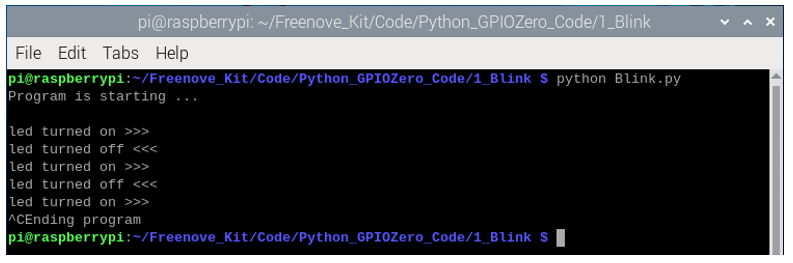 pi@raspberrypi: ~/Freenove_Kit/Code/Python_GPIOZero_Code/1_Blink
File Edit Tabs Help
pi@raspberrypi:~/Freenove_Kit/Code/Python_GPIOZero_Code/1_Blink $ python Blink.py
Program is starting ...
led turned on >>>
led turned off <<<
led turned on >>>
led turned off <<<
led turned on >>>
^CEnding program
pi@raspberrypi:~/Freenove_Kit/Code/Python_GPIOZero_Code/1_Blink $